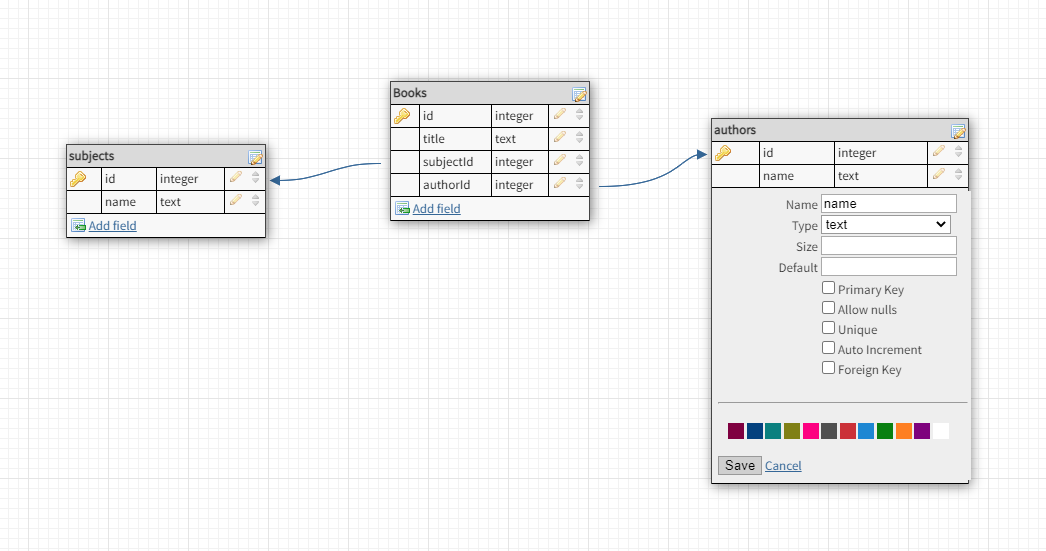 subjects
id integer
name text
Add field
Books
id integer
title text
subjectId integer
authorId integer
Add field
authors
id integer
name text
Name name
Type text
Size
Default
Primary Key
Allow nulls
Unique
Auto Increment
Foreign Key
Save Cancel